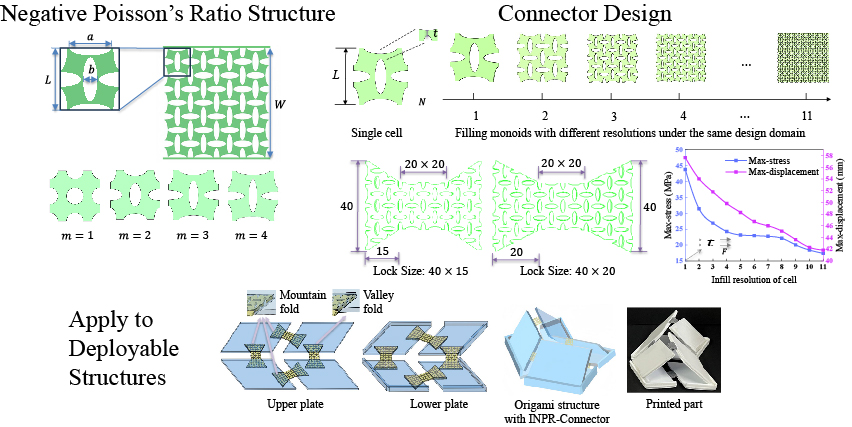 Negative Poisson's Ratio Structure
Connector Design
a
L
b
W
m = 1
m = 2
m = 3
m = 4
t
L
N
1
2
3
4
...
11
...
Single cell
Filling monoids with different resolutions under the same design domain
20 × 20
20 × 20
40
40
15
20
Lock Size: 40 × 15
Lock Size: 40 × 20
Max-stress
Max-displacement
Max-stress (MPa)
50
45
40
35
30
25
20
15
Max-displacement (mm)
58
56
54
52
50
48
46
44
42
40
F
1 2 3 4 5 6 7 8 9 10 11
Infill resolution of cell
Apply to
Deployable
Structures
Mountain
fold
Valley
fold
Upper plate
Lower plate
Origami structure
with INPR-Connector
Printed part